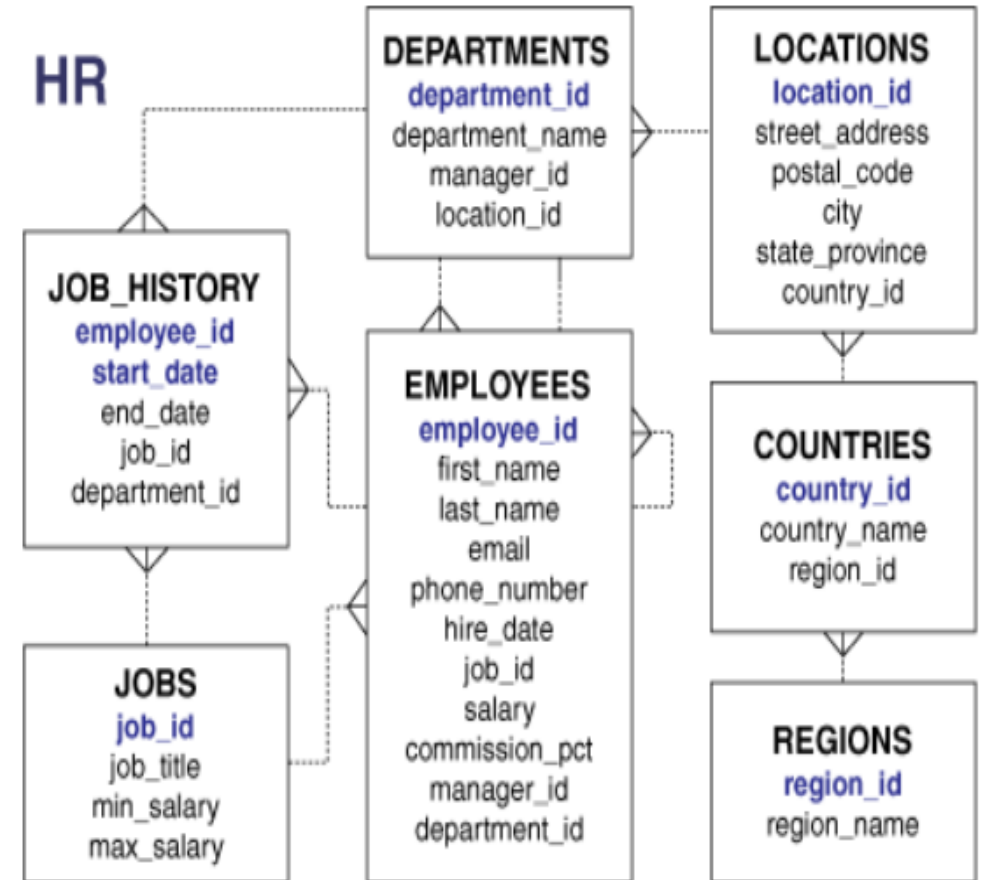 HR
DEPARTMENTS
department_id
department_name
manager_id
location_id
LOCATIONS
location_id
street_address
postal_code
city
state_province
country_id
JOB_HISTORY
employee_id
start_date
end_date
job_id
department_id
EMPLOYEES
employee_id
first_name
last_name
email
phone_number
hire_date
job_id
salary
commission_pct
manager_id
department_id
COUNTRIES
country_id
country_name
region_id
JOBS
job_id
job_title
min_salary
max_salary
REGIONS
region_id
region_name